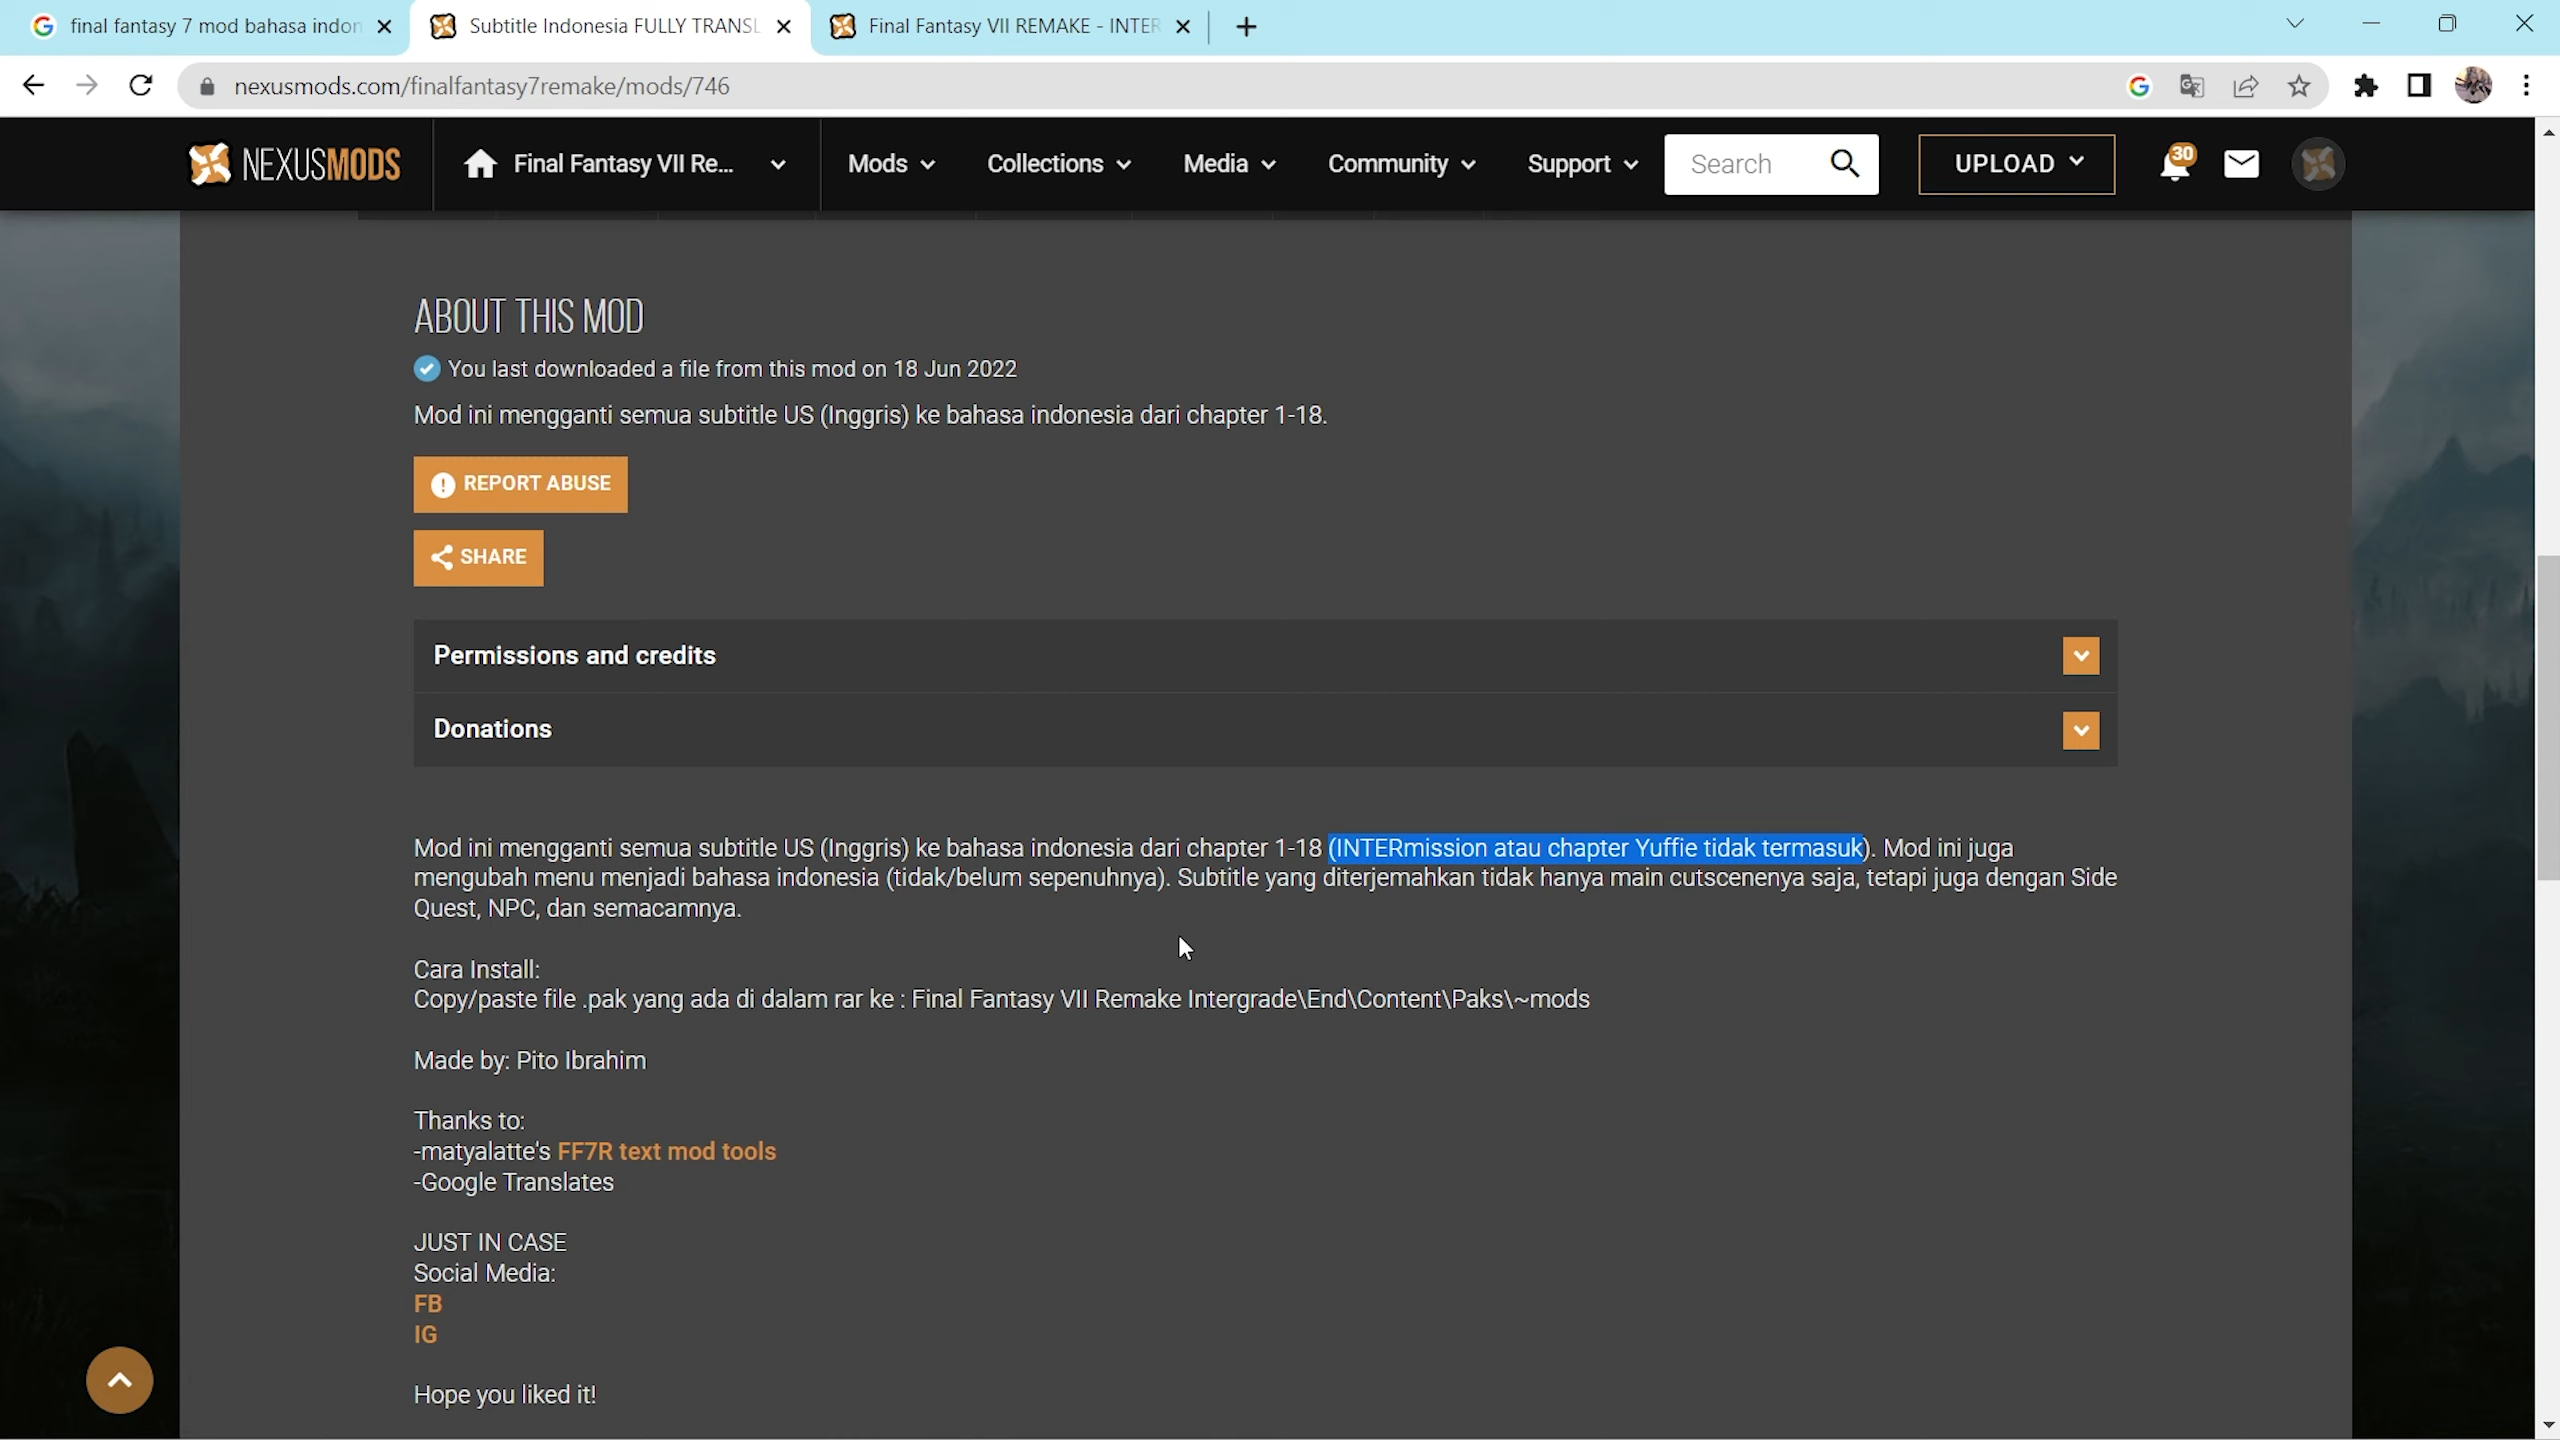 final fantasy 7 mod bahasa indon
Subtitle Indonesia FULLY TRANSL
Final Fantasy VII REMAKE - INTER
nexusmods.com/finalfantasy7remake/mods/746
NEXUSMODS
Final Fantasy VII Re...
Mods
Collections
Media
Community
Support
Search
UPLOAD
30
ABOUT THIS MOD
You last downloaded a file from this mod on 18 Jun 2022
Mod ini mengganti semua subtitle US (Inggris) ke bahasa indonesia dari chapter 1-18.
REPORT ABUSE
SHARE
Permissions and credits
Donations
Mod ini mengganti semua subtitle US (Inggris) ke bahasa indonesia dari chapter 1-18 (INTERmission atau chapter Yuffie tidak termasuk). Mod ini juga
mengubah menu menjadi bahasa indonesia (tidak/belum sepenuhnya). Subtitle yang diterjemahkan tidak hanya main cutscenenya saja, tetapi juga dengan Side
Quest, NPC, dan semacamnya.
Cara Install:
Copy/paste file .pak yang ada di dalam rar ke : Final Fantasy VII Remake Intergrade\End\Content\Paks\~mods
Made by: Pito Ibrahim
Thanks to:
-matyalatte's FF7R text mod tools
-Google Translates
JUST IN CASE
Social Media:
FB
IG
Hope you liked it!